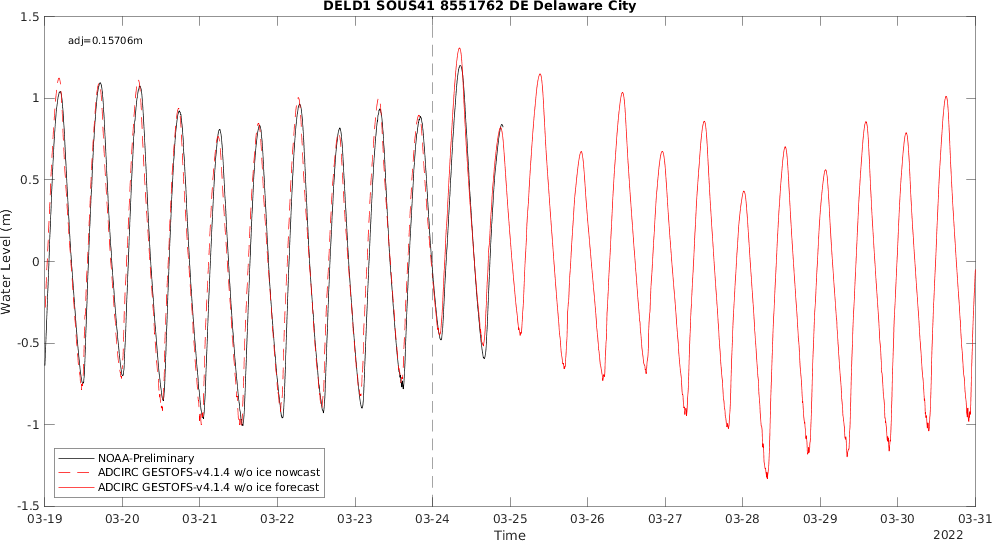 DELD1 SOUS41 8551762 DE Delaware City
adj=0.15706m
Water Level (m)
1.5
1
0.5
0
-0.5
-1
-1.5
NOAA-Preliminary
ADCIRC GESTOFS-v4.1.4 w/o ice nowcast
ADCIRC GESTOFS-v4.1.4 w/o ice forecast
03-19 03-20 03-21 03-22 03-23 03-24 03-25 03-26 03-27 03-28 03-29 03-30 03-31
Time
2022